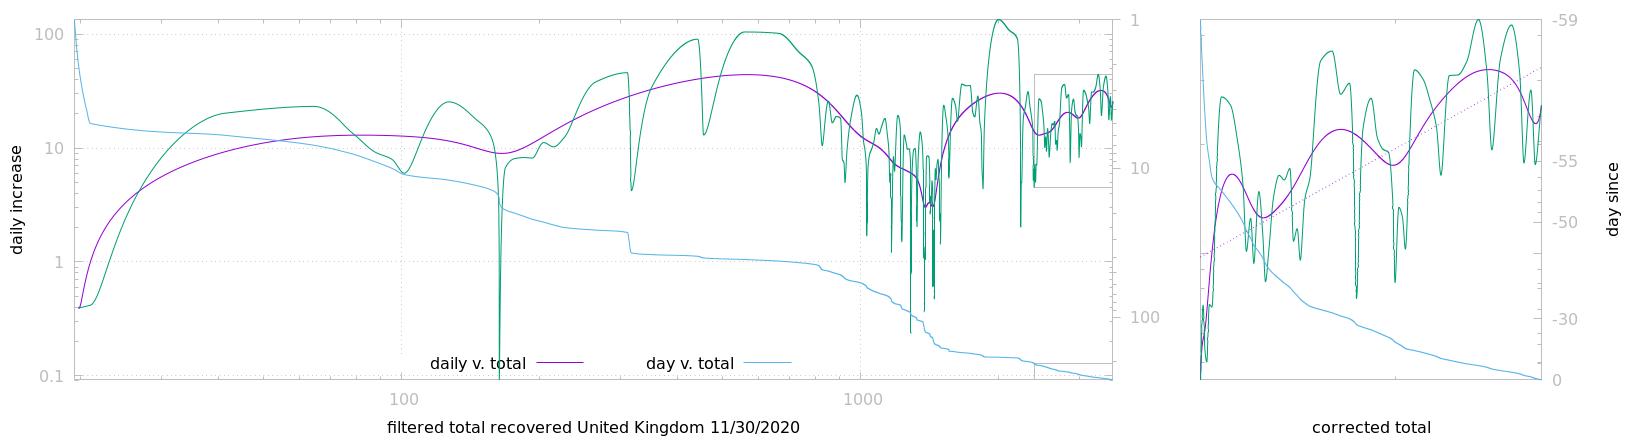 100
10
1
0.1
daily increase
daily v. total
day v. total
100
1000
1
10
100
filtered total recovered United Kingdom 11/30/2020
-59
-55
-50
-30
0
day since
corrected total